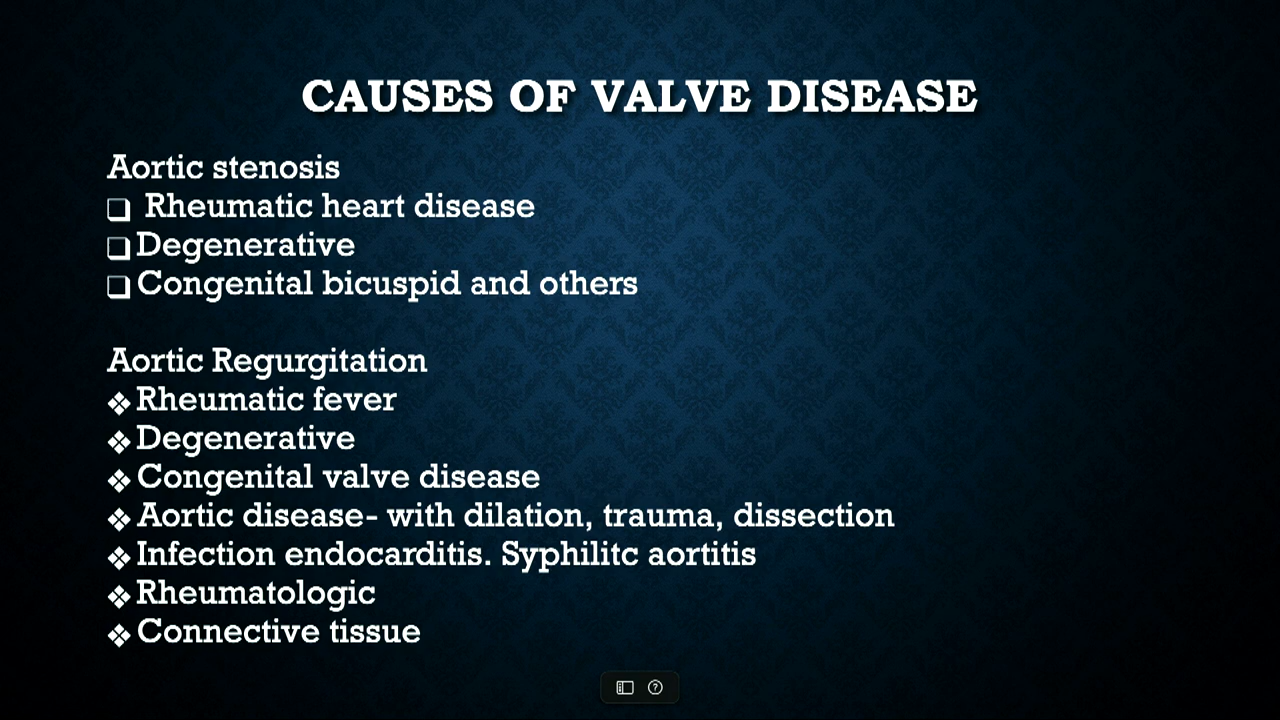 CAUSES OF VALVE DISEASE
Aortic stenosis
❑ Rheumatic heart disease
❑ Degenerative
❑ Congenital bicuspid and others
Aortic Regurgitation
❖ Rheumatic fever
❖ Degenerative
❖ Congenital valve disease
❖ Aortic disease- with dilation, trauma, dissection
❖ Infection endocarditis. Syphilitc aortitis
❖ Rheumatologic
❖ Connective tissue